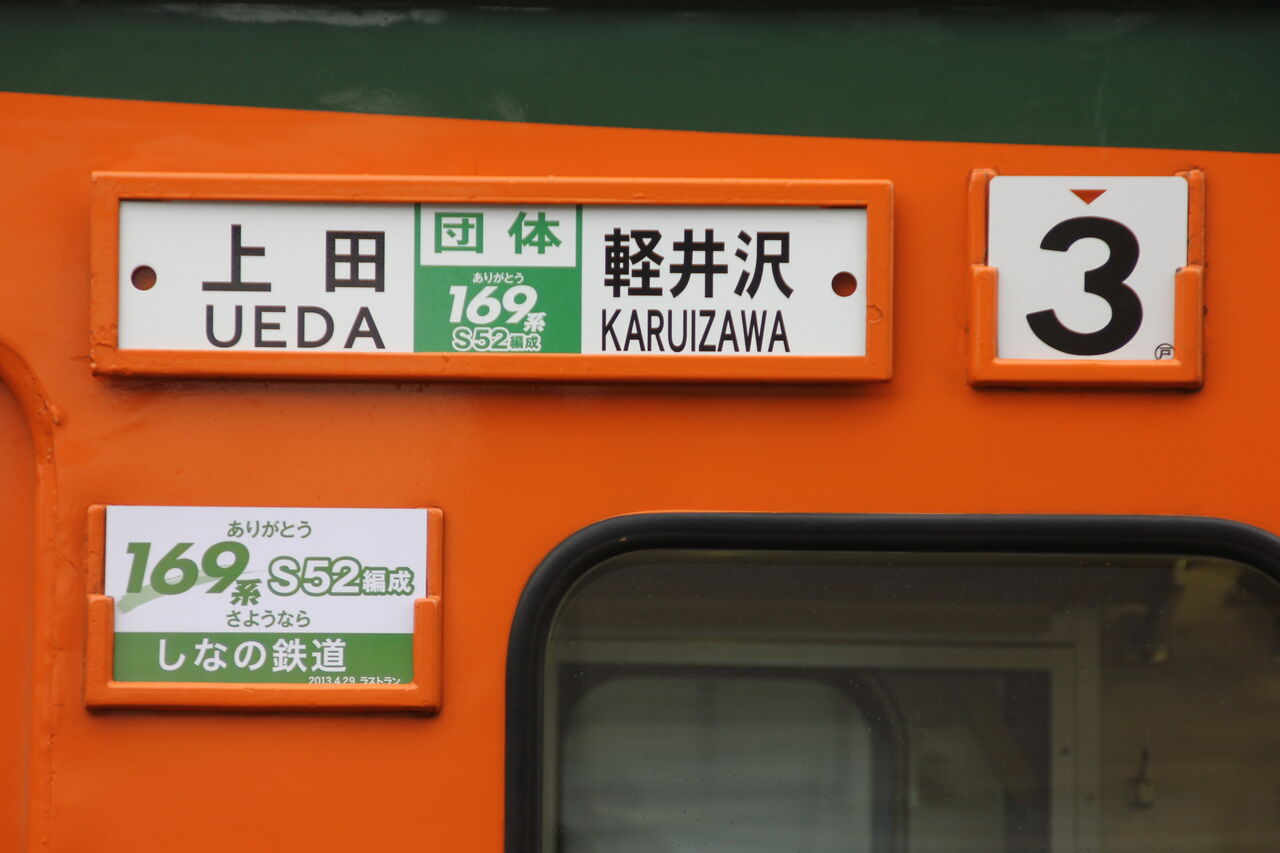 上田
UEDA
団体
ありがとう
169系
S52編成
軽井沢
KARUIZAWA
3
戸
ありがとう
169系 S52編成
さようなら
しなの鉄道
2013.4.29 ラストラン